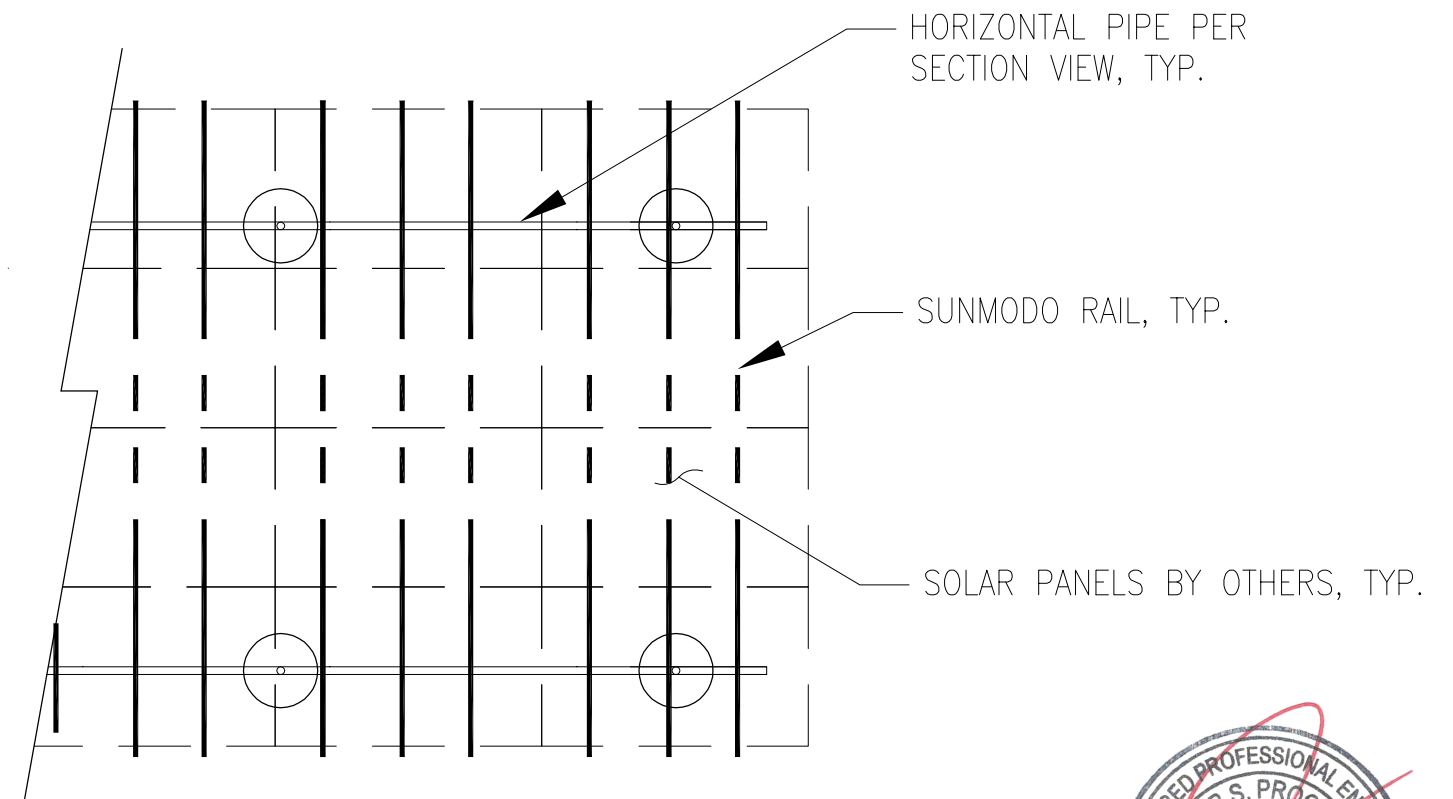 HORIZONTAL PIPE PER
SECTION VIEW, TYP.
SUNMODO RAIL, TYP.
SOLAR PANELS BY OTHERS, TYP.
PROFESSIONAL